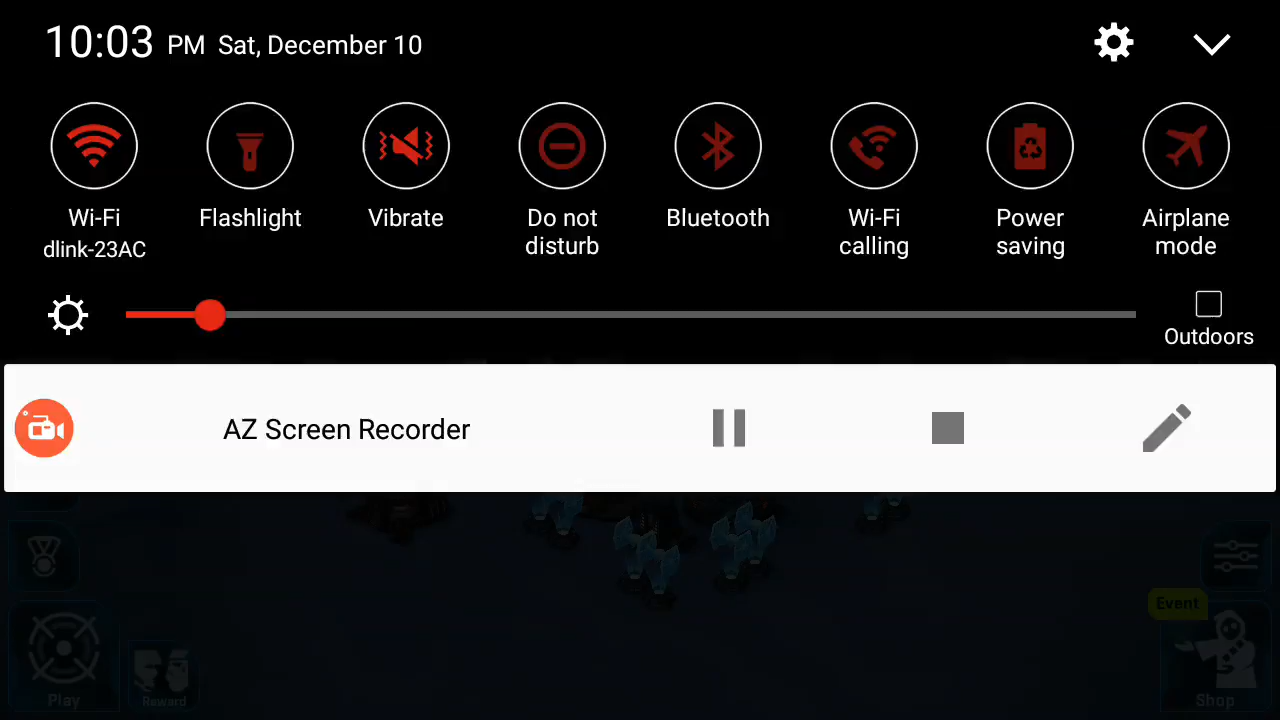 10:03 PM Sat, December 10
Wi-Fi
dlink-23AC
Flashlight
Vibrate
Do not
disturb
Bluetooth
Wi-Fi
calling
Power
saving
Airplane
mode
Outdoors
AZ Screen Recorder
Event
Play
Reward
Shop